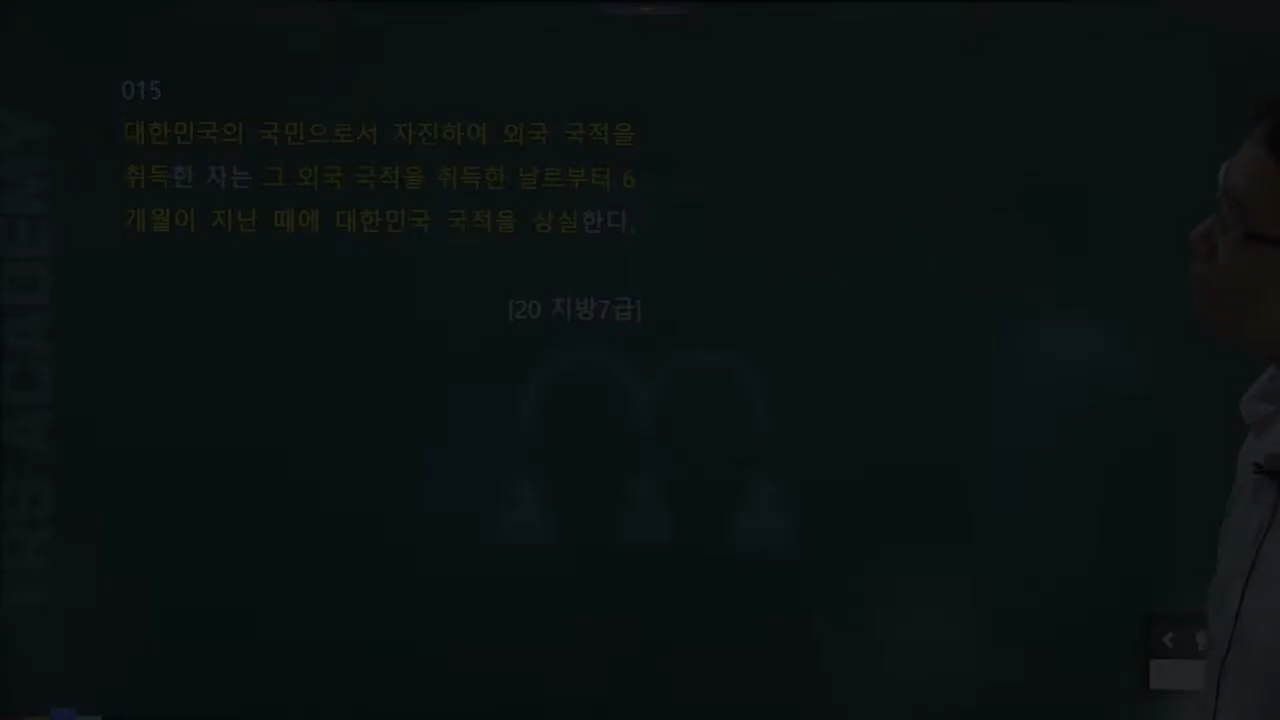 015
대한민국의 국민으로서 자진하여 외국 국적을
취득한 자는 그 외국 국적을 취득한 날로부터 6
개월이 지난 때에 대한민국 국적을 상실한다.
[20 지방7급]